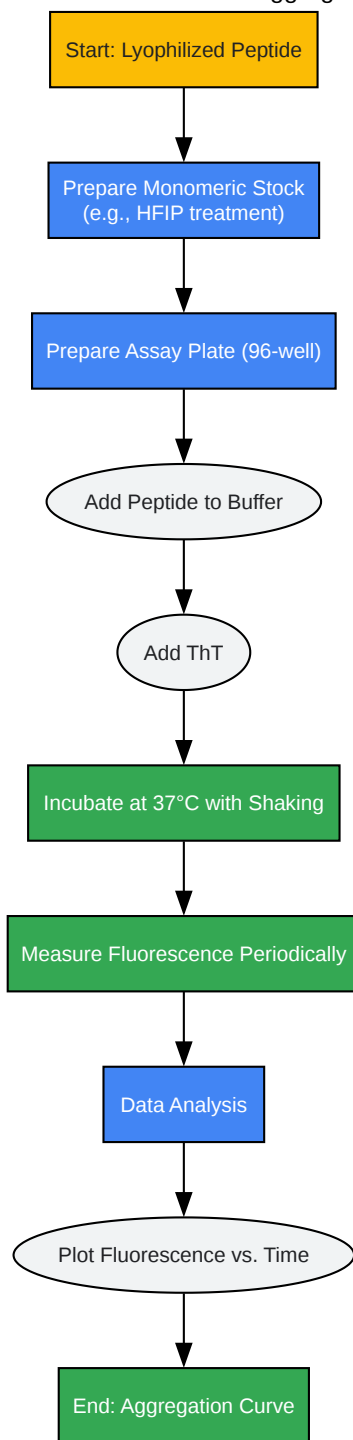 Start: Lyophilized Peptide
Prepare Monomeric Stock
(e.g., HFIP treatment)
Prepare Assay Plate (96-well)
Add Peptide to Buffer
Add ThT
Incubate at 37°C with Shaking
Measure Fluorescence Periodically
Data Analysis
Plot Fluorescence vs. Time
End: Aggregation Curve